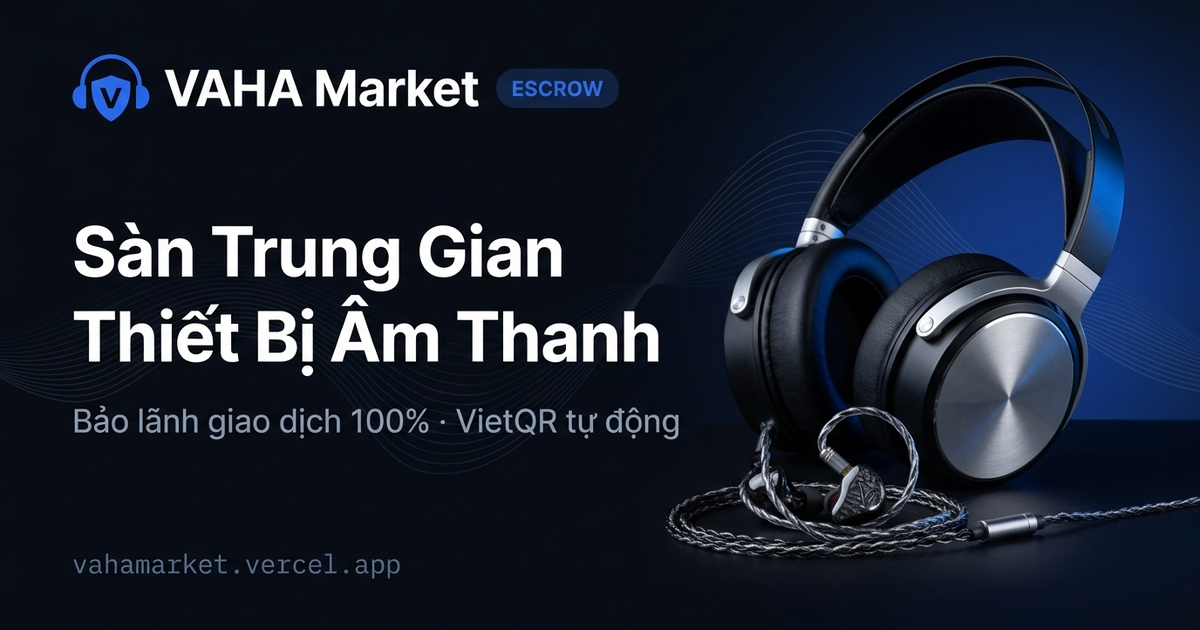 VAHA Market ESCROW
Sàn Trung Gian
Thiết Bị Âm Thanh
Bảo lãnh giao dịch 100% · VietQR tự động
vahamarket.vercel.app